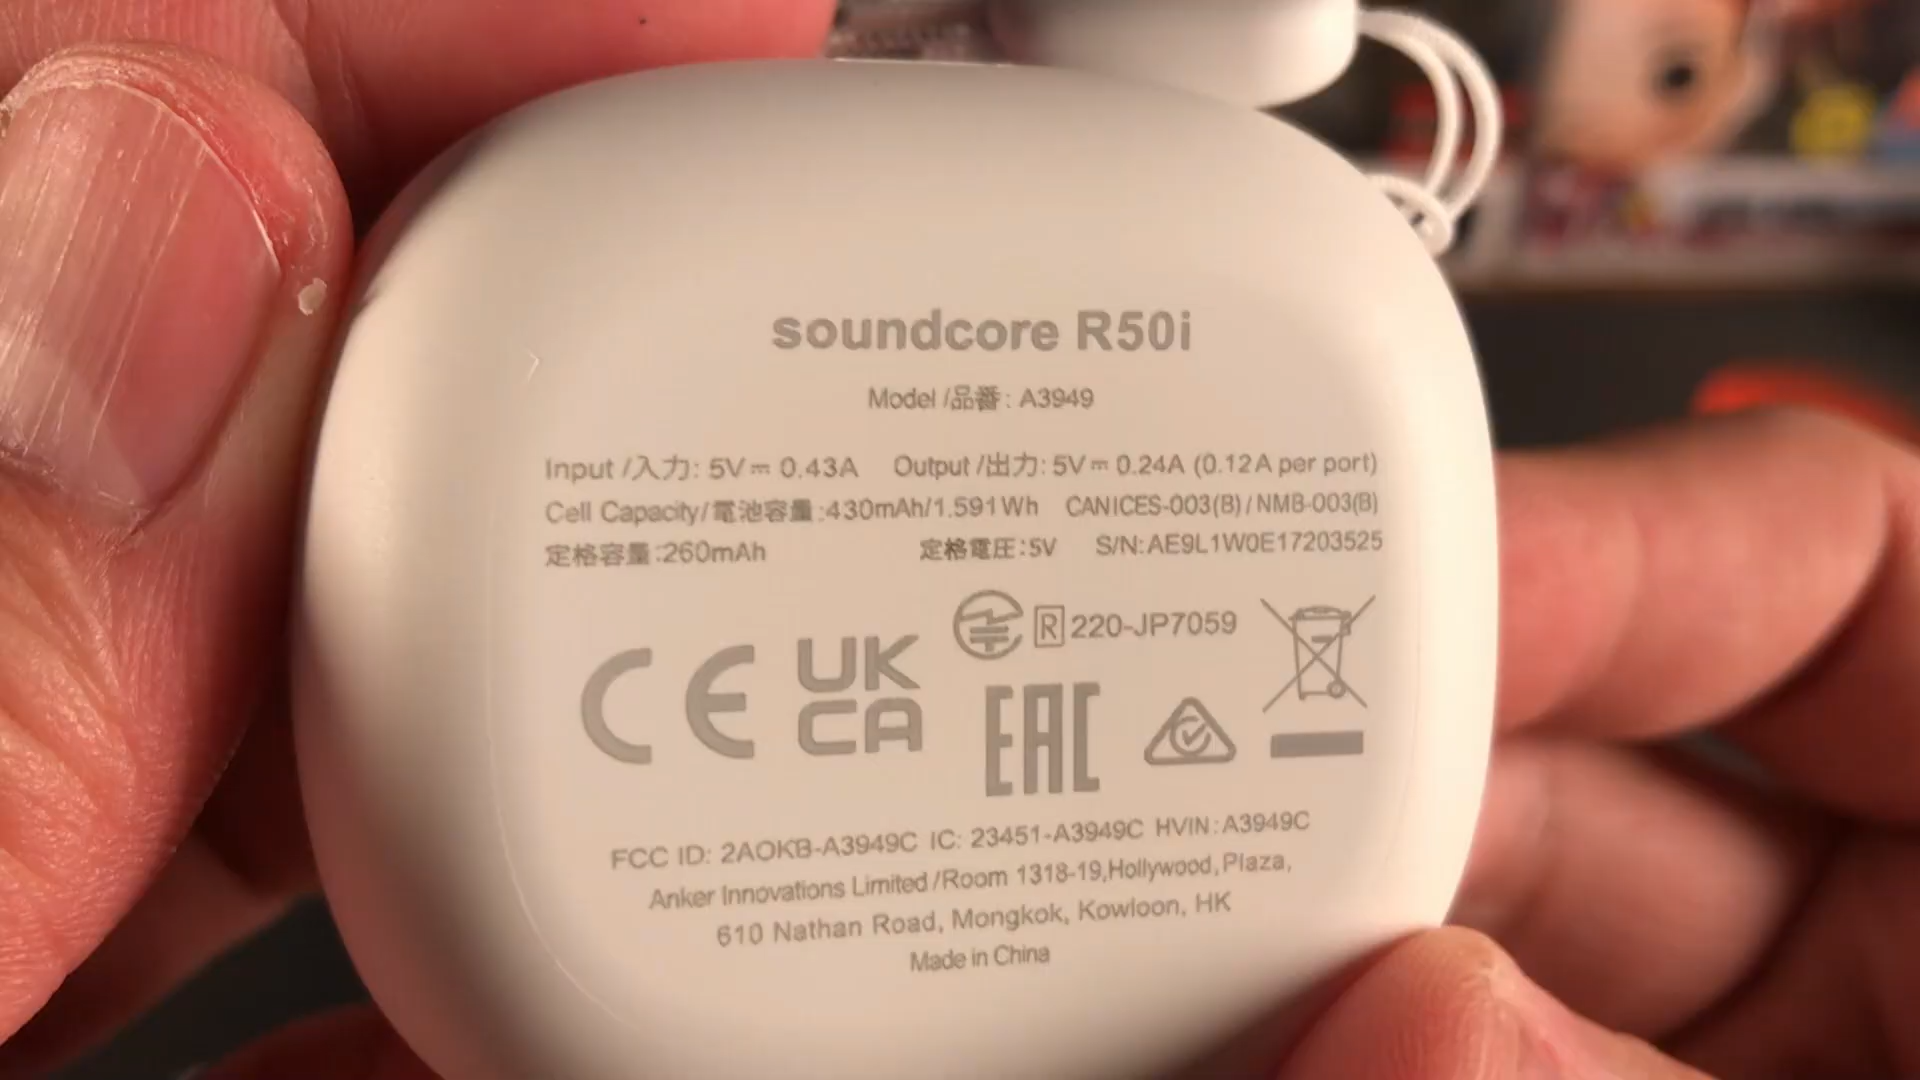 soundcore R50i
Model /品番: A3949
Input /入力: 5V⎓ 0.43A Output /出力: 5V⎓ 0.24A (0.12A per port)
Cell Capacity/電池容量:430mAh/1.591Wh CAN ICES-003(B) / NMB-003(B)
定格容量:260mAh 定格電圧:5V S/N:AE9L1W0E17203525
R 220-JP7059
CE UK CA EAC
FCC ID: 2AOKB-A3949C IC: 23451-A3949C HVIN:A3949C
Anker Innovations Limited /Room 1318-19,Hollywood,Plaza,
610 Nathan Road, Mongkok, Kowloon, HK
Made in China